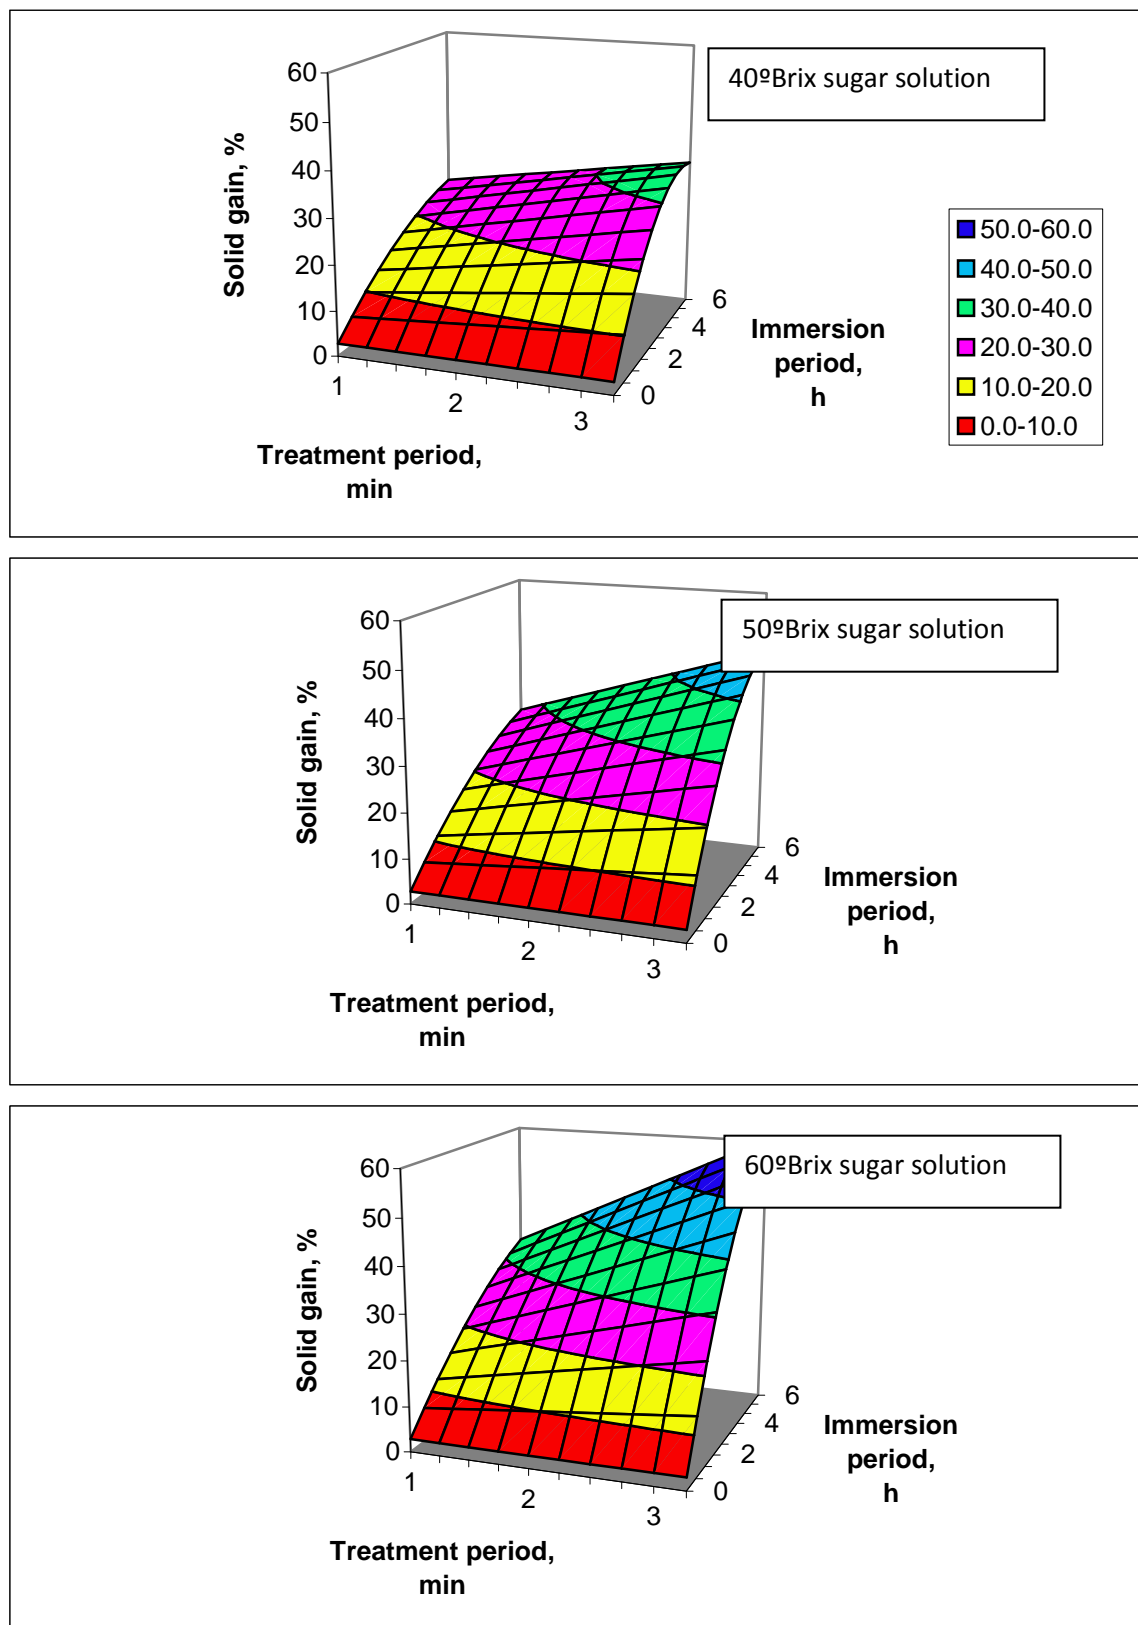 40ºBrix sugar solution
60
50
40
30
20
10
0
Solid gain, %
1
2
3
Treatment period,
min
0
2
4
6
Immersion
period,
h
50.0-60.0
40.0-50.0
30.0-40.0
20.0-30.0
10.0-20.0
0.0-10.0
50ºBrix sugar solution
60
50
40
30
20
10
0
Solid gain, %
1
2
3
Treatment period,
min
0
2
4
6
Immersion
period,
h
60ºBrix sugar solution
60
50
40
30
20
10
0
Solid gain, %
1
2
3
Treatment period,
min
0
2
4
6
Immersion
period,
h